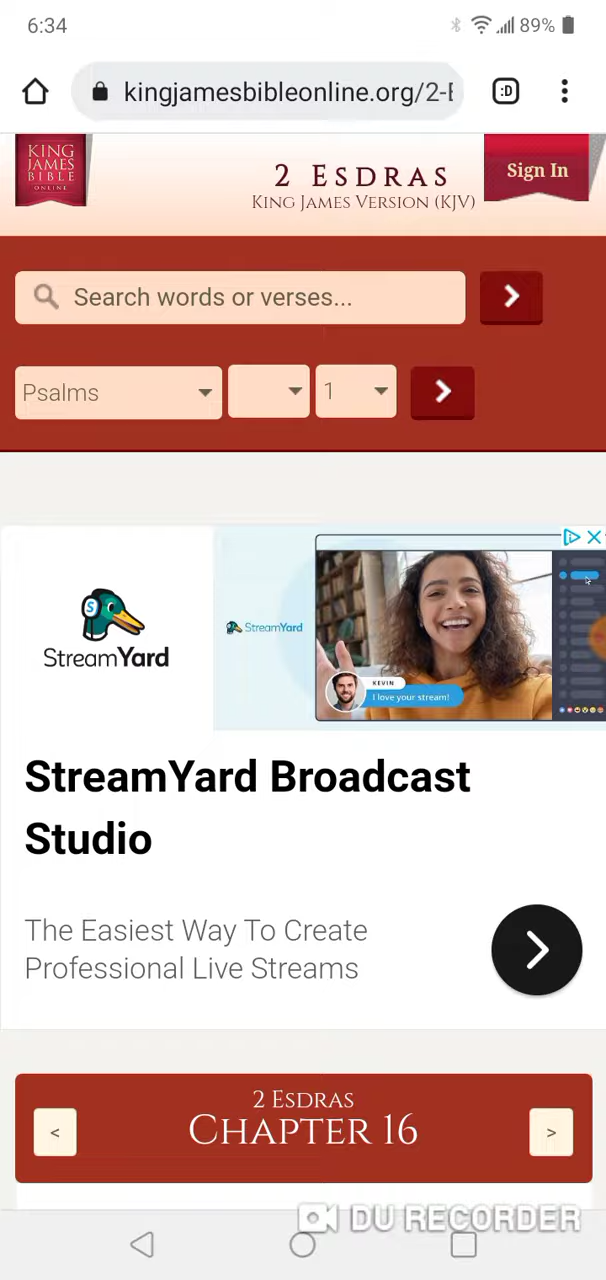 6:34
89%
kingjamesbibleonline.org/2-E
:D
KING
JAMES
BIBLE
ONLINE
2 ESDRAS
KING JAMES VERSION (KJV)
Sign In
Search words or verses...
Psalms
1
StreamYard
StreamYard
KEVIN
I love your stream!
StreamYard Broadcast
Studio
The Easiest Way To Create
Professional Live Streams
2 ESDRAS
< CHAPTER 16 >
DU RECORDER